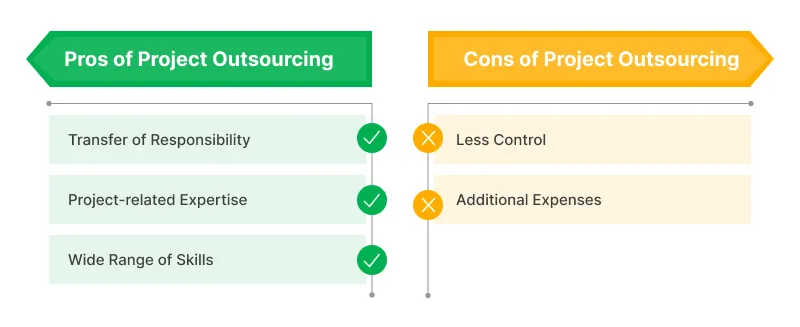 Pros of Project Outsourcing
Transfer of Responsibility
Project-related Expertise
Wide Range of Skills
Cons of Project Outsourcing
Less Control
Additional Expenses